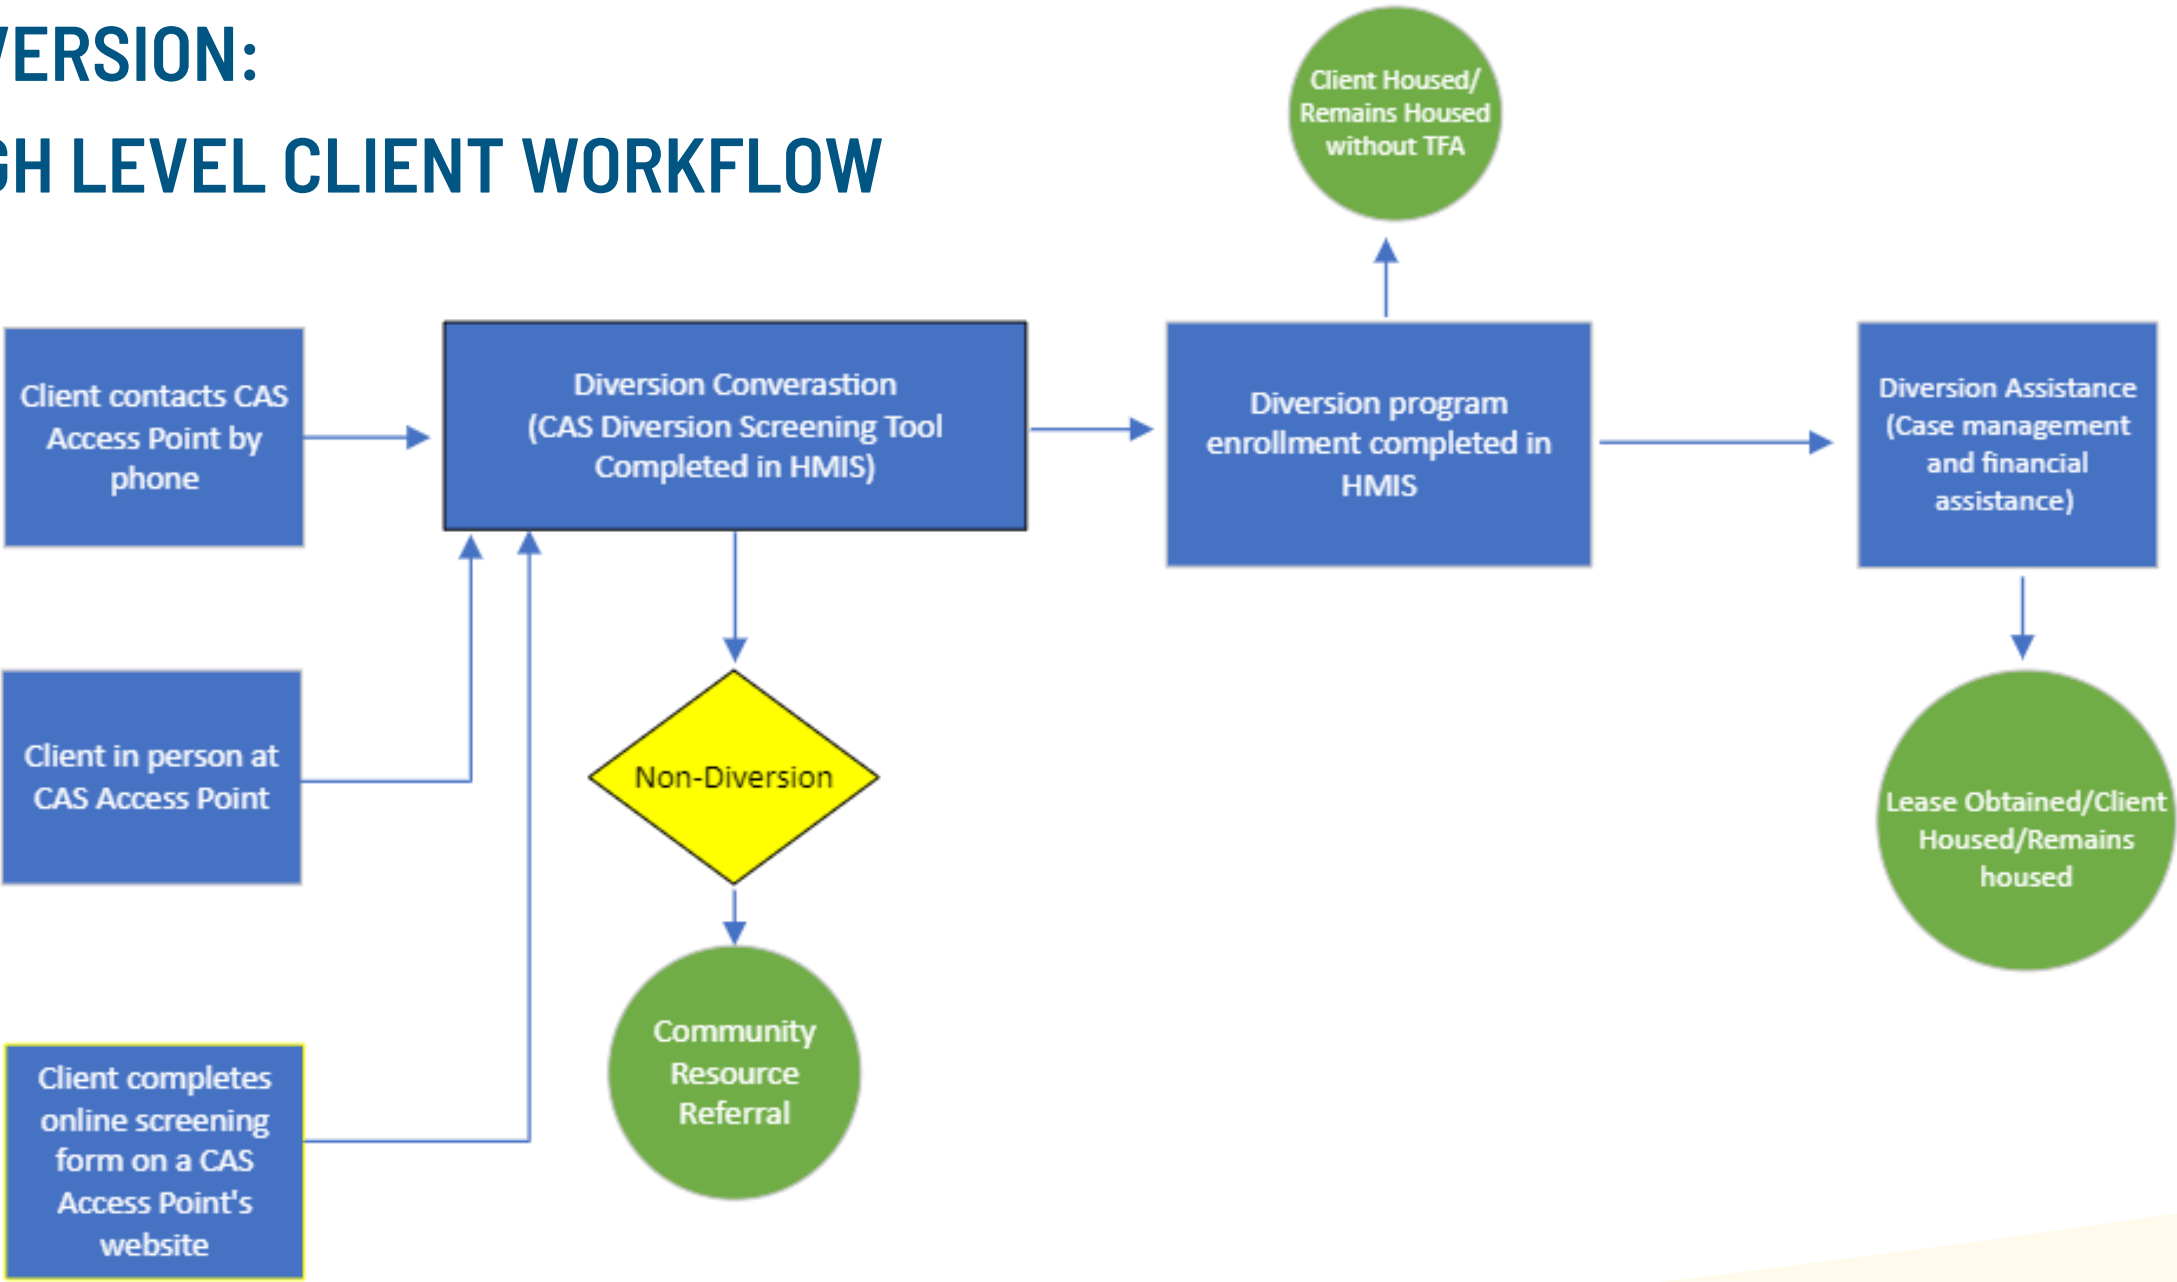 VERSION:
GH LEVEL CLIENT WORKFLOW
Client Housed/
Remains Housed
without TFA
Client contacts CAS
Access Point by
phone
Diversion Converastion
(CAS Diversion Screening Tool
Completed in HMIS)
Diversion program
enrollment completed in
HMIS
Diversion Assistance
(Case management
and financial
assistance)
Client in person at
CAS Access Point
Non-Diversion
Lease Obtained/Client
Housed/Remains
housed
Client completes
online screening
form on a CAS
Access Point's
website
Community
Resource
Referral